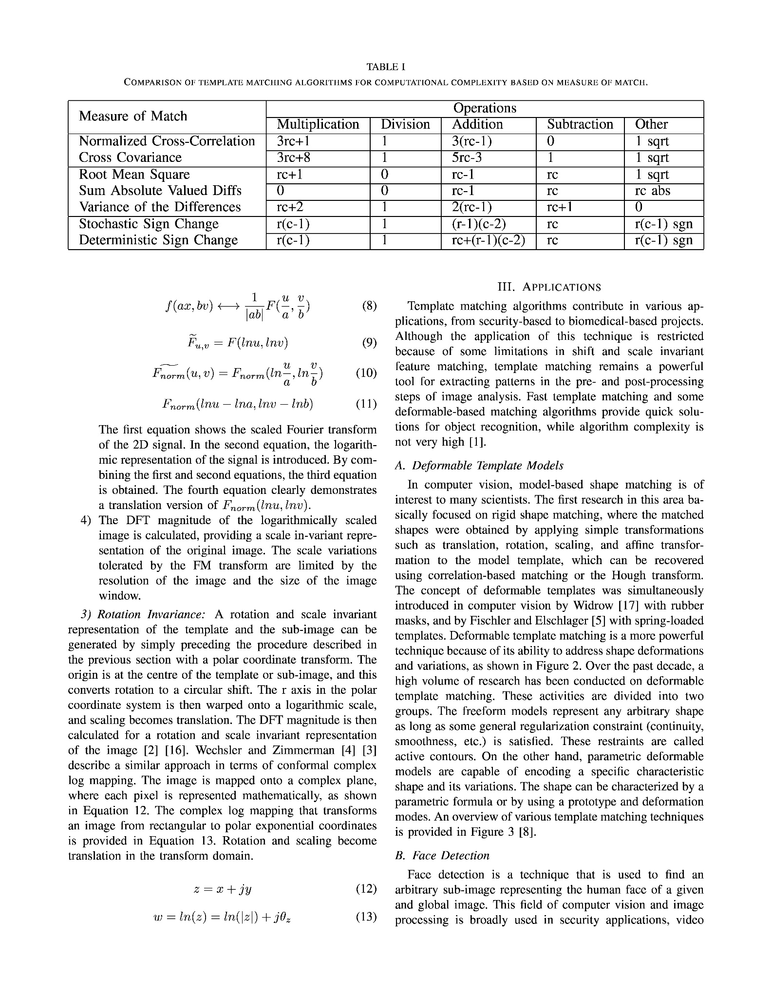 TABLE I
COMPARISON OF TEMPLATE MATCHING ALGORITHMS FOR COMPUTATIONAL COMPLEXITY BASED ON MEASURE OF MATCH.
Measure of Match Operations
Multiplication Division Addition Subtraction Other
Normalized Cross-Correlation 3rc+1 1 3(rc-1) 0 1 sqrt
Cross Covariance 3rc+8 1 5rc-3 1 1 sqrt
Root Mean Square rc+1 0 rc-1 rc 1 sqrt
Sum Absolute Valued Diffs 0 0 rc-1 rc rc abs
Variance of the Differences rc+2 1 2(rc-1) rc+1 0
Stochastic Sign Change r(c-1) 1 (r-1)(c-2) rc r(c-1) sgn
Deterministic Sign Change r(c-1) 1 rc+(r-1)(c-2) rc r(c-1) sgn
f(ax, bv) ⟷ 1/|ab| F(u/a, v/b) (8)
F̃u,v = F(lnu, lnv) (9)
F̃norm(u, v) = Fnorm(ln u/a, ln v/b) (10)
Fnorm(lnu − lna, lnv − lnb) (11)
The first equation shows the scaled Fourier transform
of the 2D signal. In the second equation, the logarith-
mic representation of the signal is introduced. By com-
bining the first and second equations, the third equation
is obtained. The fourth equation clearly demonstrates
a translation version of Fnorm(lnu, lnv).
4) The DFT magnitude of the logarithmically scaled
image is calculated, providing a scale in-variant repre-
sentation of the original image. The scale variations
tolerated by the FM transform are limited by the
resolution of the image and the size of the image
window.
3) Rotation Invariance: A rotation and scale invariant
representation of the template and the sub-image can be
generated by simply preceding the procedure described in
the previous section with a polar coordinate transform. The
origin is at the centre of the template or sub-image, and this
converts rotation to a circular shift. The r axis in the polar
coordinate system is then warped onto a logarithmic scale,
and scaling becomes translation. The DFT magnitude is then
calculated for a rotation and scale invariant representation
of the image [2] [16]. Wechsler and Zimmerman [4] [3]
describe a similar approach in terms of conformal complex
log mapping. The image is mapped onto a complex plane,
where each pixel is represented mathematically, as shown
in Equation 12. The complex log mapping that transforms
an image from rectangular to polar exponential coordinates
is provided in Equation 13. Rotation and scaling become
translation in the transform domain.
z = x + jy (12)
w = ln(z) = ln(|z|) + jθz (13)
III. APPLICATIONS
Template matching algorithms contribute in various ap-
plications, from security-based to biomedical-based projects.
Although the application of this technique is restricted
because of some limitations in shift and scale invariant
feature matching, template matching remains a powerful
tool for extracting patterns in the pre- and post-processing
steps of image analysis. Fast template matching and some
deformable-based matching algorithms provide quick solu-
tions for object recognition, while algorithm complexity is
not very high [1].
A. Deformable Template Models
In computer vision, model-based shape matching is of
interest to many scientists. The first research in this area ba-
sically focused on rigid shape matching, where the matched
shapes were obtained by applying simple transformations
such as translation, rotation, scaling, and affine transfor-
mation to the model template, which can be recovered
using correlation-based matching or the Hough transform.
The concept of deformable templates was simultaneously
introduced in computer vision by Widrow [17] with rubber
masks, and by Fischler and Elschlager [5] with spring-loaded
templates. Deformable template matching is a more powerful
technique because of its ability to address shape deformations
and variations, as shown in Figure 2. Over the past decade, a
high volume of research has been conducted on deformable
template matching. These activities are divided into two
groups. The freeform models represent any arbitrary shape
as long as some general regularization constraint (continuity,
smoothness, etc.) is satisfied. These restraints are called
active contours. On the other hand, parametric deformable
models are capable of encoding a specific characteristic
shape and its variations. The shape can be characterized by a
parametric formula or by using a prototype and deformation
modes. An overview of various template matching techniques
is provided in Figure 3 [8].
B. Face Detection
Face detection is a technique that is used to find an
arbitrary sub-image representing the human face of a given
and global image. This field of computer vision and image
processing is broadly used in security applications, video